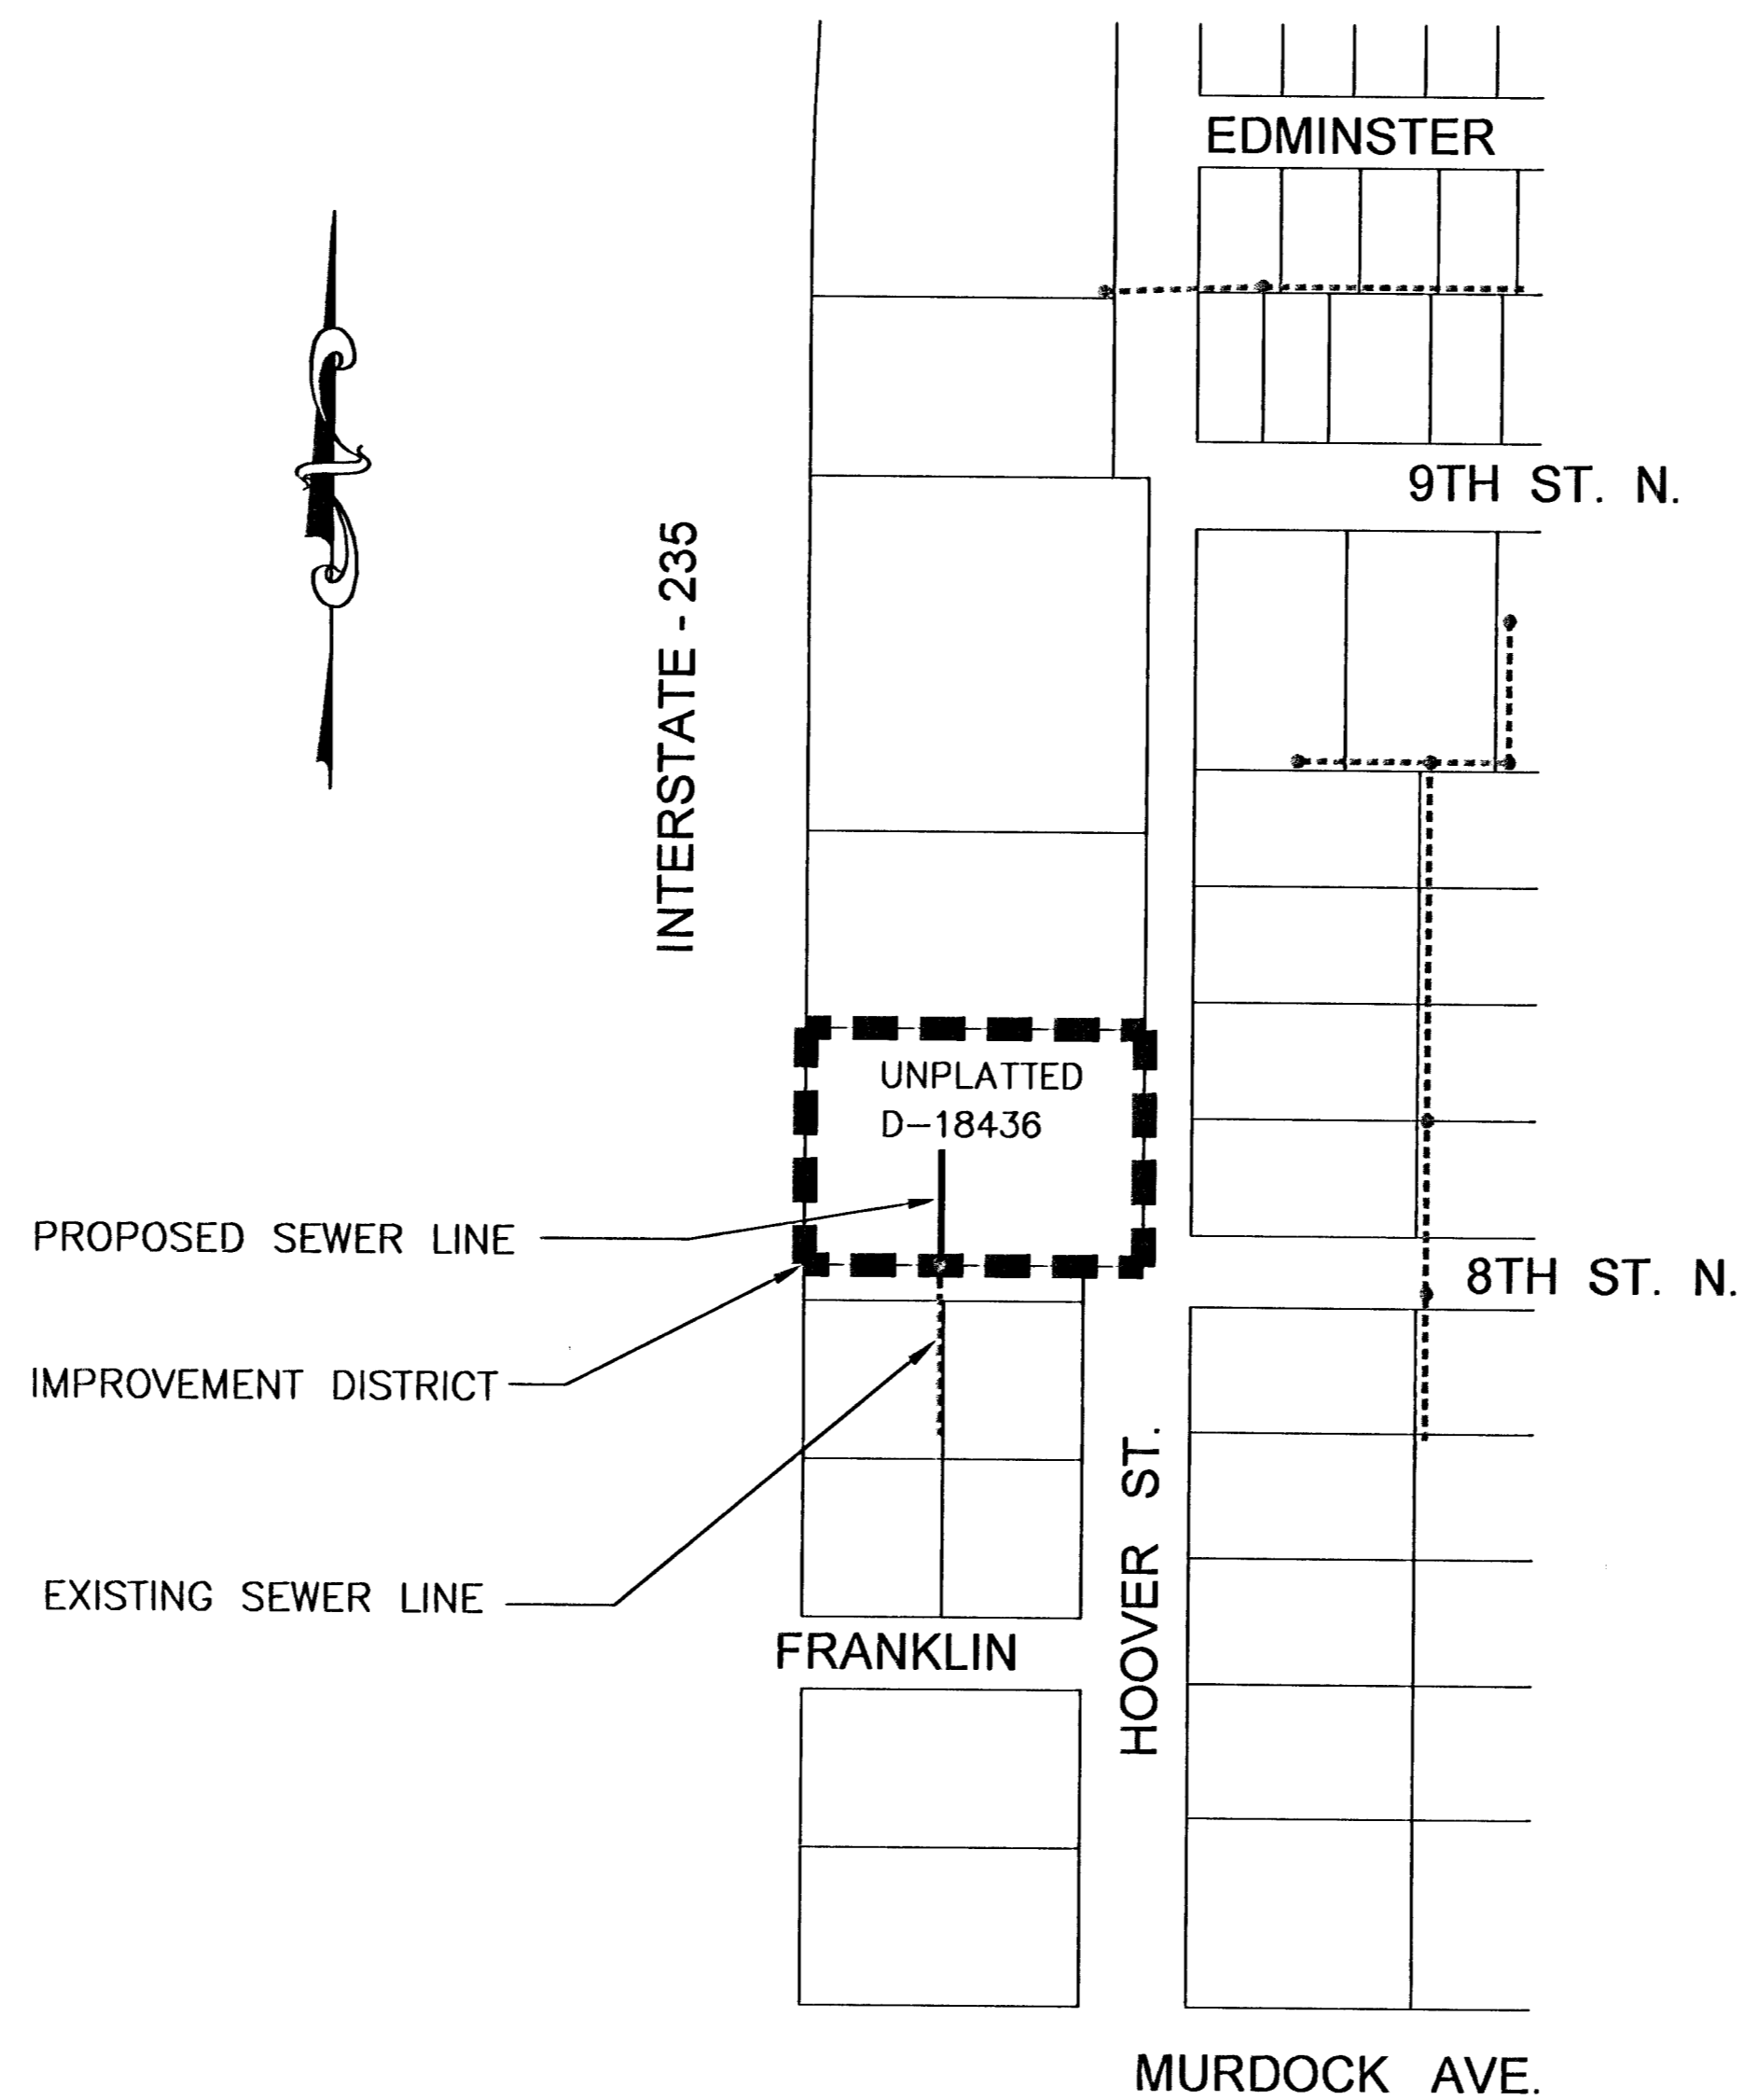 EDMINSTER
9TH ST. N.
INTERSTATE - 235
UNPLATTED
D-18436
PROPOSED SEWER LINE
8TH ST. N.
IMPROVEMENT DISTRICT
EXISTING SEWER LINE
HOOVER ST.
FRANKLIN
MURDOCK AVE.